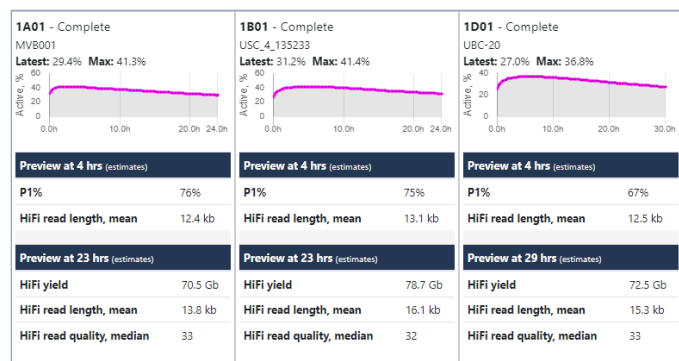 1A01 - Complete
MVB001
Latest: 29.4% Max: 41.3%
Active, %
60
40
20
0
0.0h 10.0h 20.0h 24.0h
Preview at 4 hrs (estimates)
P1% 76%
HiFi read length, mean 12.4 kb
Preview at 23 hrs (estimates)
HiFi yield 70.5 Gb
HiFi read length, mean 13.8 kb
HiFi read quality, median 33
1B01 - Complete
USC_4_135233
Latest: 31.2% Max: 41.4%
Active, %
60
40
20
0
0.0h 10.0h 20.0h 24.0h
Preview at 4 hrs (estimates)
P1% 75%
HiFi read length, mean 13.1 kb
Preview at 23 hrs (estimates)
HiFi yield 78.7 Gb
HiFi read length, mean 16.1 kb
HiFi read quality, median 32
1D01 - Complete
UBC-20
Latest: 27.0% Max: 36.8%
Active, %
40
20
0
0.0h 10.0h 20.0h 30.0h
Preview at 4 hrs (estimates)
P1% 67%
HiFi read length, mean 12.5 kb
Preview at 29 hrs (estimates)
HiFi yield 72.5 Gb
HiFi read length, mean 15.3 kb
HiFi read quality, median 33